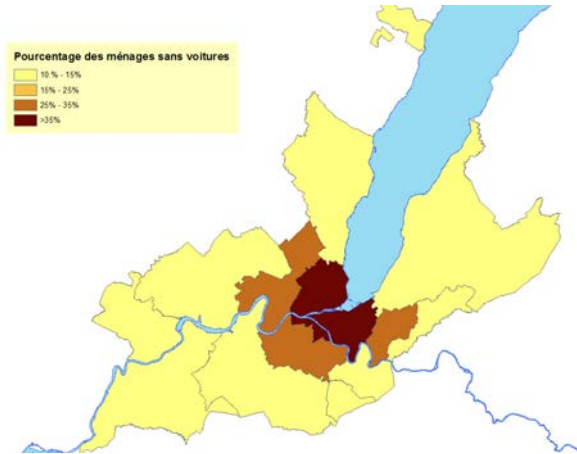 Pourcentage des ménages sans voitures
10.% - 15%
15% - 25%
25% - 35%
>35%